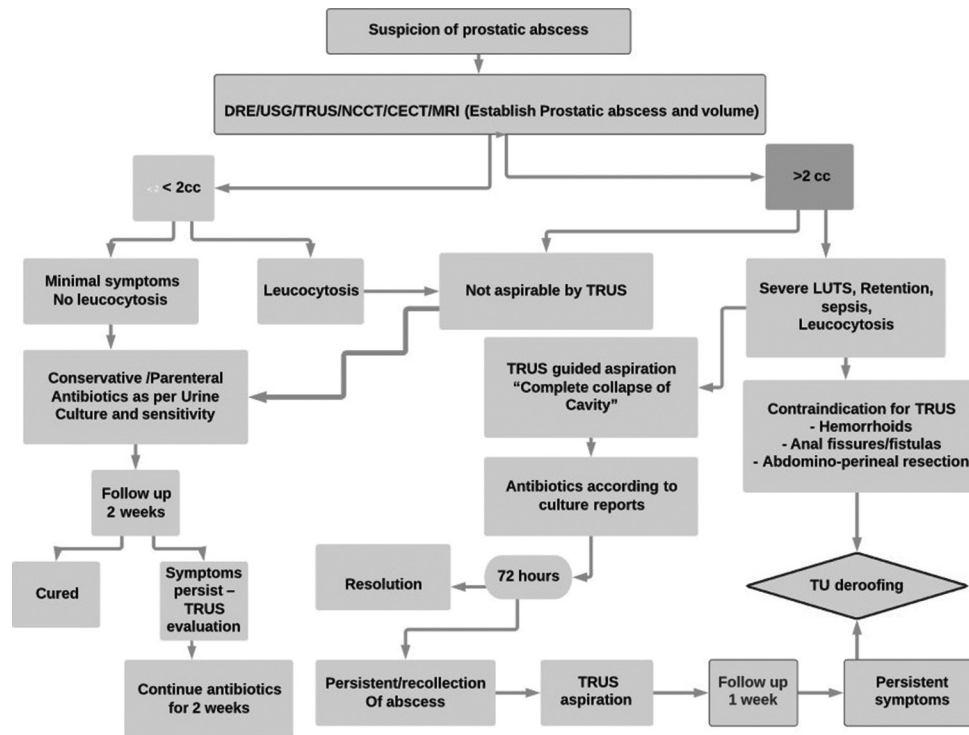 Suspicion of prostatic abscess
DRE/USG/TRUS/NCCT/CECT/MRI (Establish Prostatic abscess and volume)
< 2cc
>2 cc
Minimal symptoms
No leucocytosis
Leucocytosis
Not aspirable by TRUS
Severe LUTS, Retention,
sepsis,
Leucocytosis
Conservative /Parenteral
Antibiotics as per Urine
Culture and sensitivity
TRUS guided aspiration
“Complete collapse of
Cavity”
Contraindication for TRUS
- Hemorrhoids
- Anal fissures/fistulas
- Abdomino-perineal resection
Follow up
2 weeks
Antibiotics according to
culture reports
Cured
Symptoms
persist –
TRUS
evaluation
Resolution
72 hours
TU deroofing
Continue antibiotics
for 2 weeks
Persistent/recollection
Of abscess
TRUS
aspiration
Follow up
1 week
Persistent
symptoms